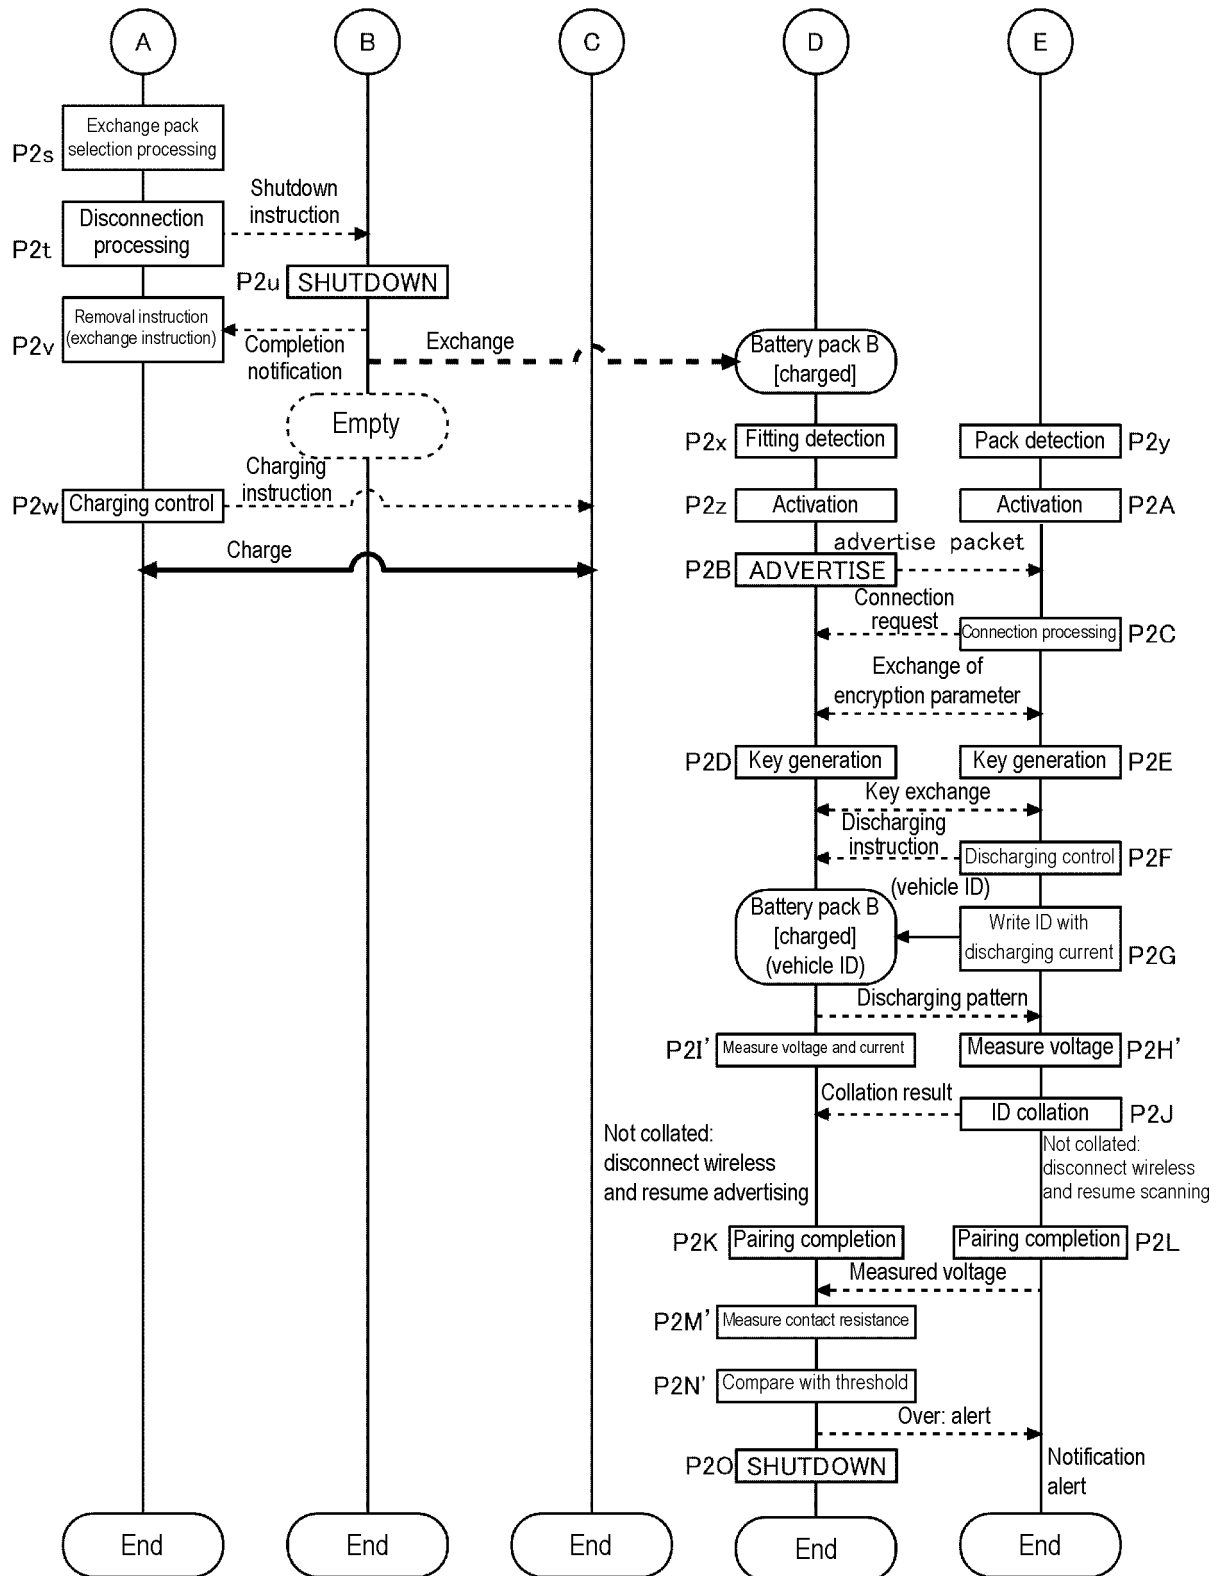 A
B
C
D
E
Exchange pack
selection processing
P2s
Shutdown
instruction
Disconnection
processing
P2t
P2u
SHUTDOWN
Removal instruction
(exchange instruction)
P2v
Completion
notification
Exchange
Battery pack B
[charged]
Empty
P2x
Fitting detection
Pack detection
P2y
Charging
instruction
P2w
Charging control
P2z
Activation
Activation
P2A
Charge
advertise packet
P2B
ADVERTISE
Connection
request
Connection processing
P2C
Exchange of
encryption parameter
P2D
Key generation
Key generation
P2E
Key exchange
Discharging
instruction
Discharging control
P2F
(vehicle ID)
Battery pack B
[charged]
(vehicle ID)
Write ID with
discharging current
P2G
Discharging pattern
P2I'
Measure voltage and current
Measure voltage
P2H'
Collation result
ID collation
P2J
Not collated:
disconnect wireless
and resume advertising
Not collated:
disconnect wireless
and resume scanning
P2K
Pairing completion
Pairing completion
P2L
Measured voltage
P2M'
Measure contact resistance
P2N'
Compare with threshold
Over: alert
P2O
SHUTDOWN
Notification
alert
End
End
End
End
End